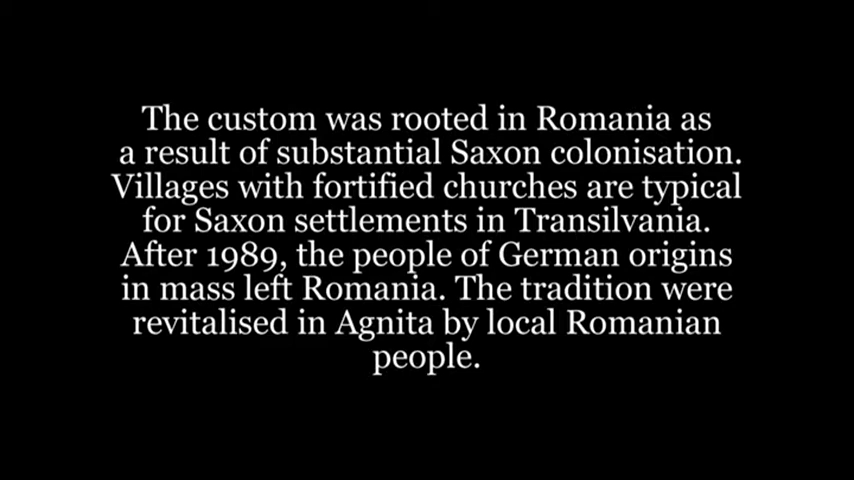 The custom was rooted in Romania as
a result of substantial Saxon colonisation.
Villages with fortified churches are typical
for Saxon settlements in Transilvania.
After 1989, the people of German origins
in mass left Romania. The tradition were
revitalised in Agnita by local Romanian
people.